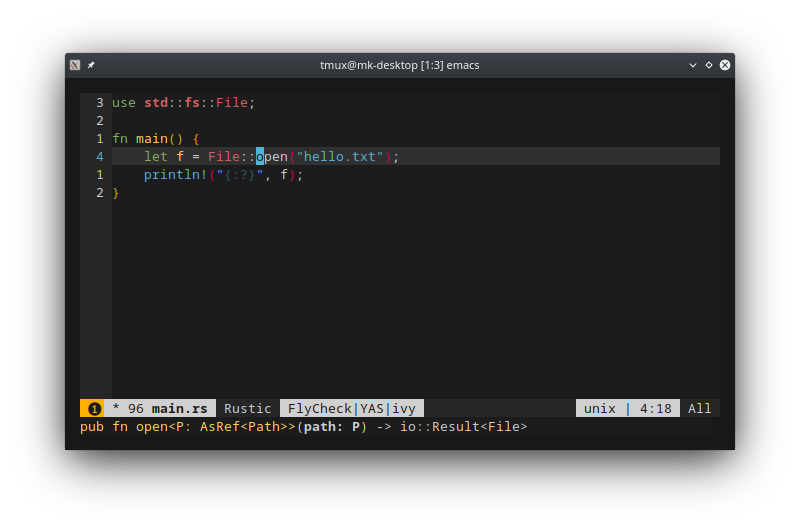 tmux@mk-desktop [1:3] emacs
3 use std::fs::File;
2
1 fn main() {
4     let f = File::open("hello.txt");
1     println!("{:?}", f);
2 }
1 * 96 main.rs Rustic FlyCheck|YAS|ivy unix | 4:18 All
pub fn open<P: AsRef<Path>>(path: P) -> io::Result<File>